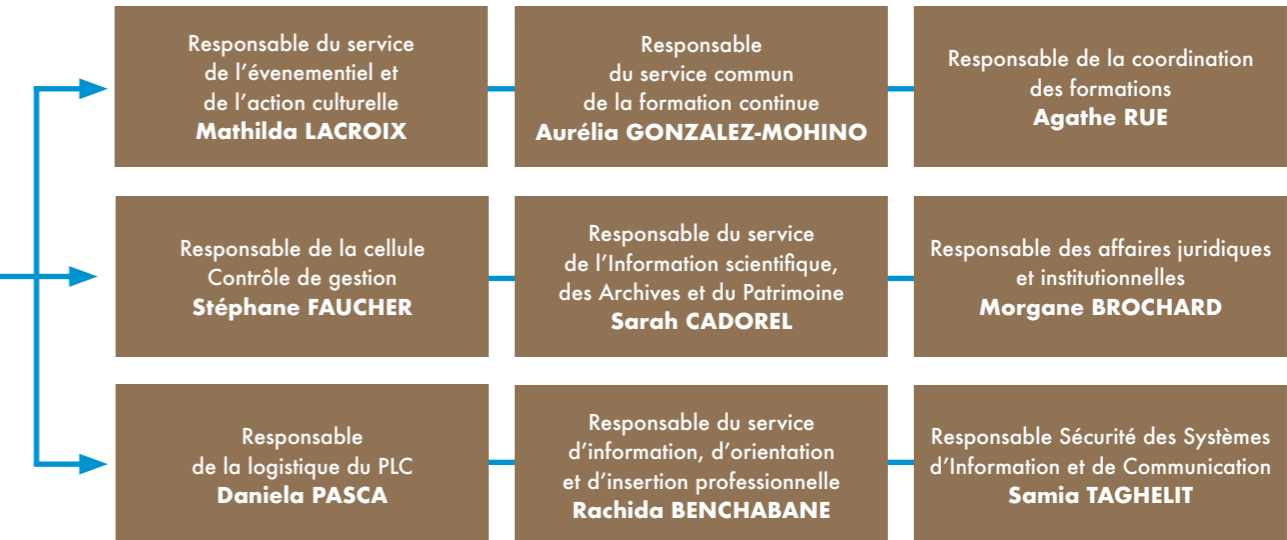 Responsable du service
de l’évenementiel et
de l’action culturelle
Mathilda LACROIX
Responsable
du service commun
de la formation continue
Aurélia GONZALEZ-MOHINO
Responsable de la coordination
des formations
Agathe RUE
Responsable de la cellule
Contrôle de gestion
Stéphane FAUCHER
Responsable du service
de l’Information scientifique,
des Archives et du Patrimoine
Sarah CADOREL
Responsable des affaires juridiques
et institutionnelles
Morgane BROCHARD
Responsable
de la logistique du PLC
Daniela PASCA
Responsable du service
d’information, d’orientation
et d’insertion professionnelle
Rachida BENCHABANE
Responsable Sécurité des Systèmes
d’Information et de Communication
Samia TAGHELIT